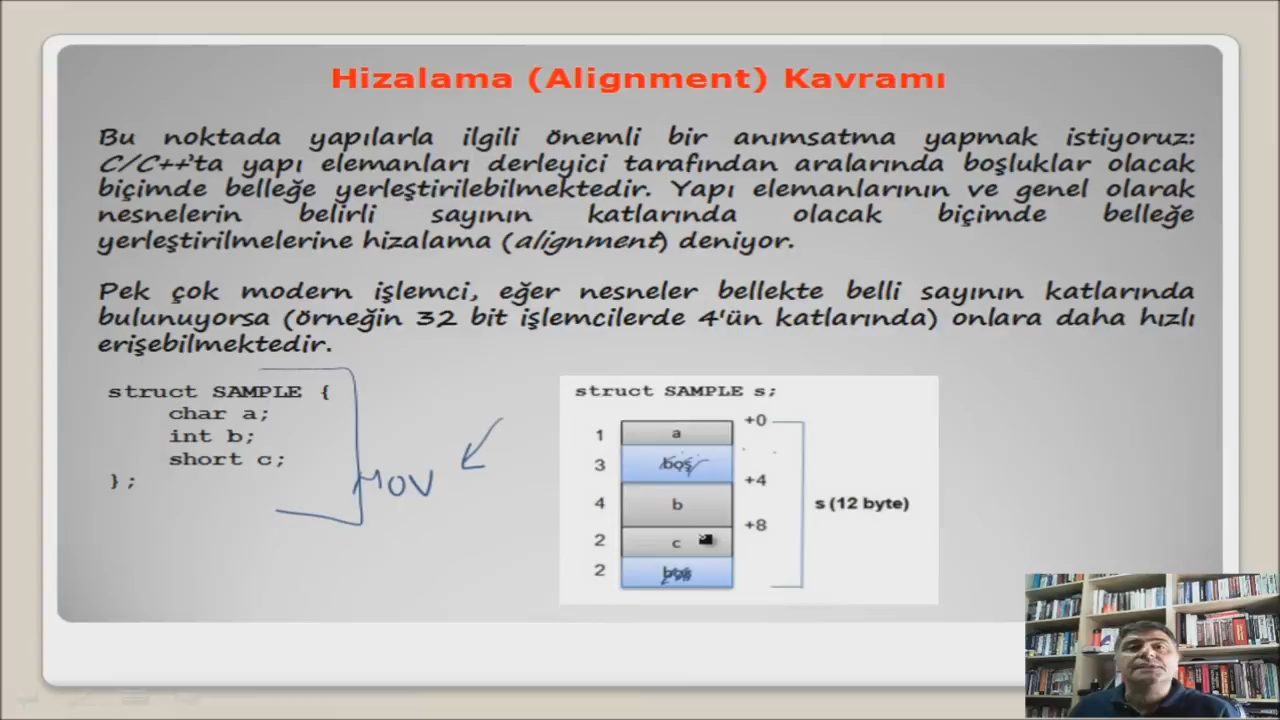 Hizalama (Alignment) Kavramı
Bu noktada yapılarla ilgili önemli bir anımsatma yapmak istiyoruz:
C/C++'ta yapı elemanları derleyici tarafından aralarında boşluklar olacak
biçimde belleğe yerleştirilebilmektedir. Yapı elemanlarının ve genel olarak
nesnelerin belirli sayının katlarında olacak biçimde belleğe
yerleştirilmelerine hizalama (alignment) deniyor.
Pek çok modern işlemci, eğer nesneler bellekte belli sayının katlarında
bulunuyorsa (örneğin 32 bit işlemcilerde 4'ün katlarında) onlara daha hızlı
erişebilmektedir.
struct SAMPLE {
char a;
int b;
short c;
};
MOV
struct SAMPLE s;
+0
1 a
3 boş
+4
4 b
s (12 byte)
+8
2 c
2 boş